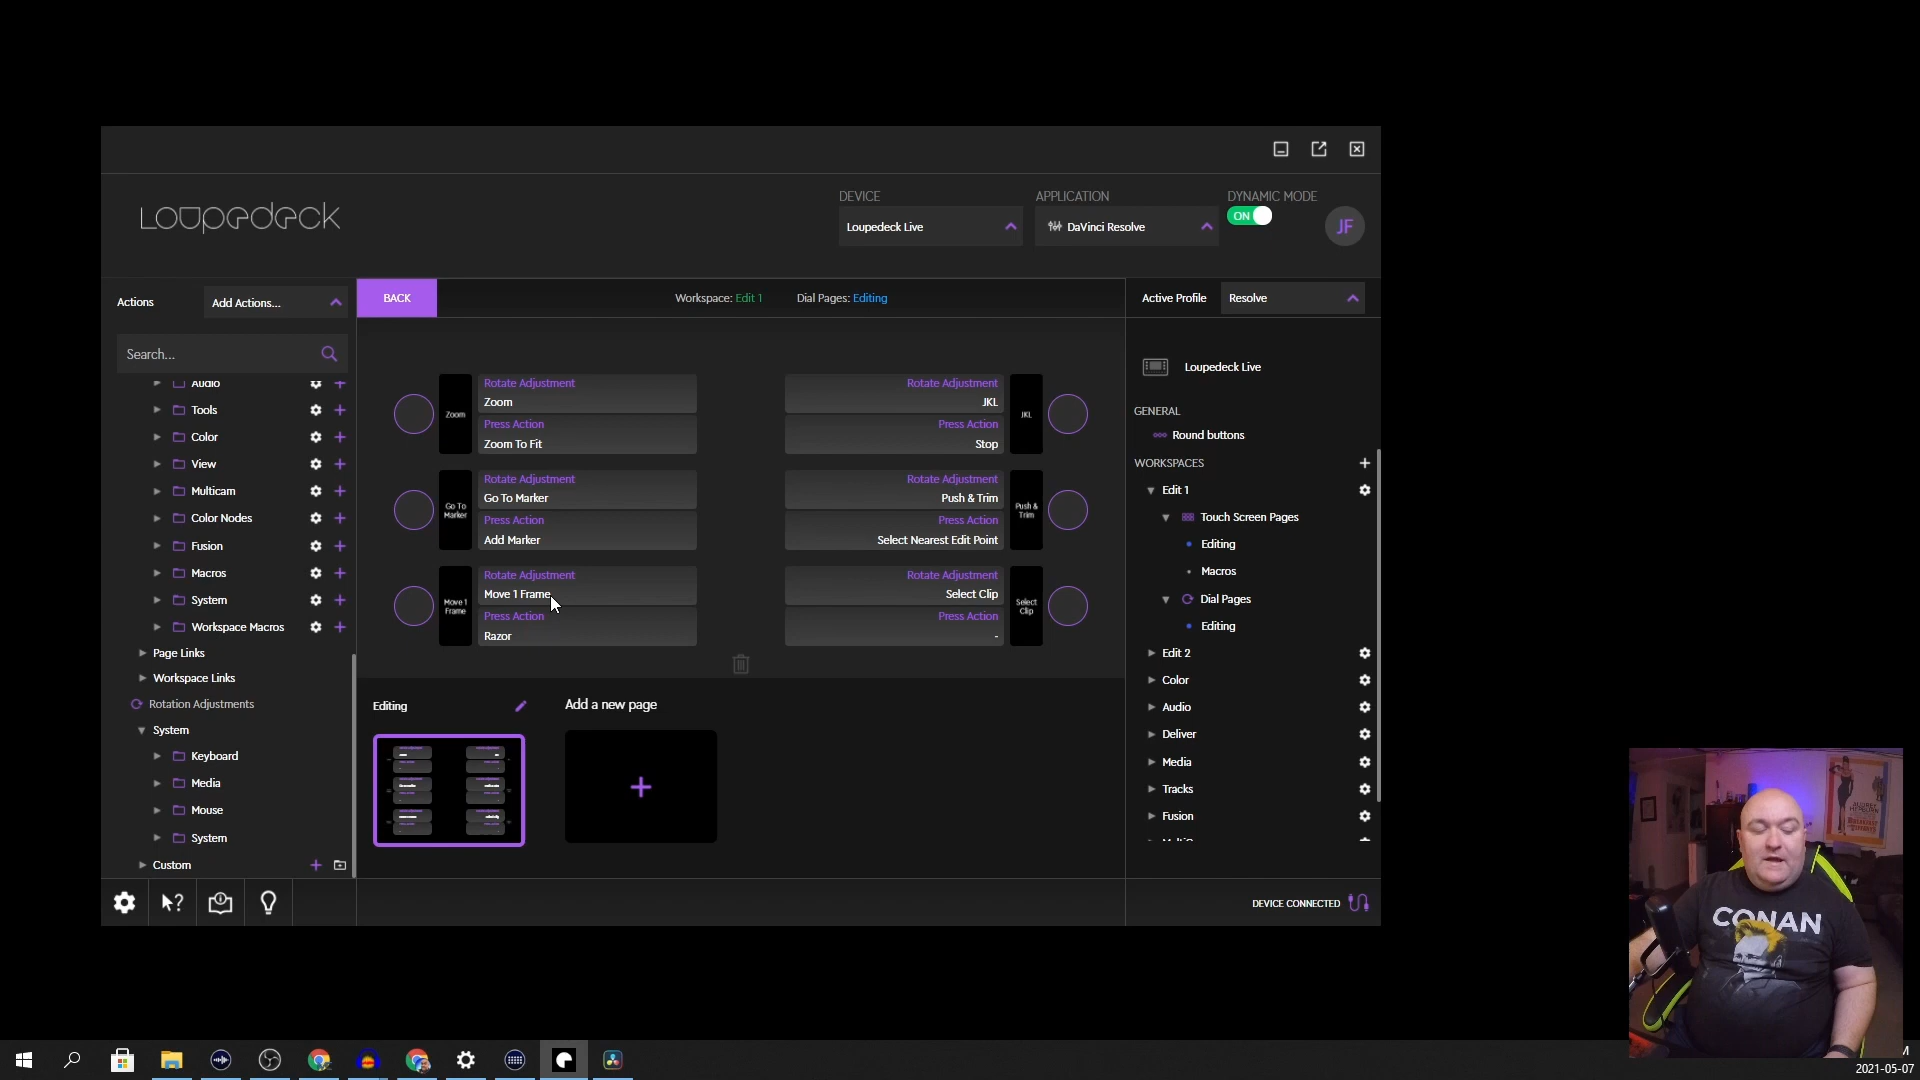 Loupedeck
DEVICE
Loupedeck Live
APPLICATION
DaVinci Resolve
DYNAMIC MODE
ON
JF
Actions
Add Actions...
BACK
Workspace: Edit 1
Dial Pages: Editing
Active Profile
Resolve
Search...
Audio
Tools
Color
View
Multicam
Color Nodes
Fusion
Macros
System
Workspace Macros
Page Links
Workspace Links
Rotation Adjustments
System
Keyboard
Media
Mouse
System
Custom
Zoom
Rotate Adjustment
Zoom
Press Action
Zoom To Fit
Go To
Marker
Rotate Adjustment
Go To Marker
Press Action
Add Marker
Move 1
Frame
Rotate Adjustment
Move 1 Frame
Press Action
Razor
Rotate Adjustment
JKL
Press Action
Stop
JKL
Rotate Adjustment
Push & Trim
Press Action
Select Nearest Edit Point
Push &
Trim
Rotate Adjustment
Select Clip
Press Action
-
Select
Clip
Editing
Add a new page
Loupedeck Live
GENERAL
Round buttons
WORKSPACES
Edit 1
Touch Screen Pages
Editing
Macros
Dial Pages
Editing
Edit 2
Color
Audio
Deliver
Media
Tracks
Fusion
DEVICE CONNECTED
CONAN
2021-05-07